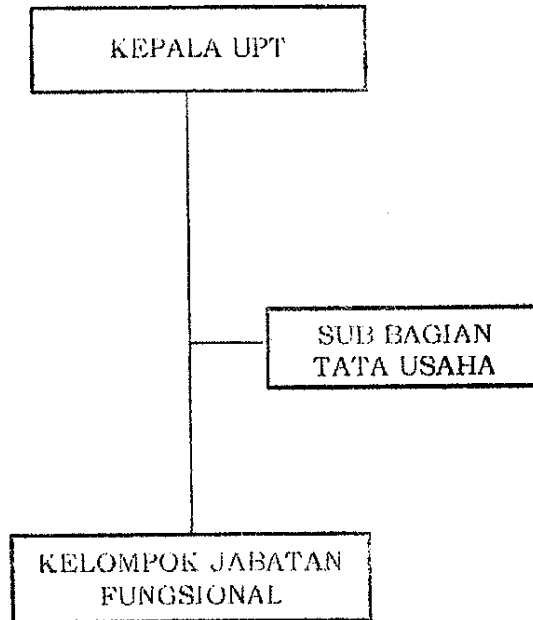 KEPALA UPT
SUB BAGIAN
TATA USAHA
KELOMPOK JABATAN
FUNGSIONAL